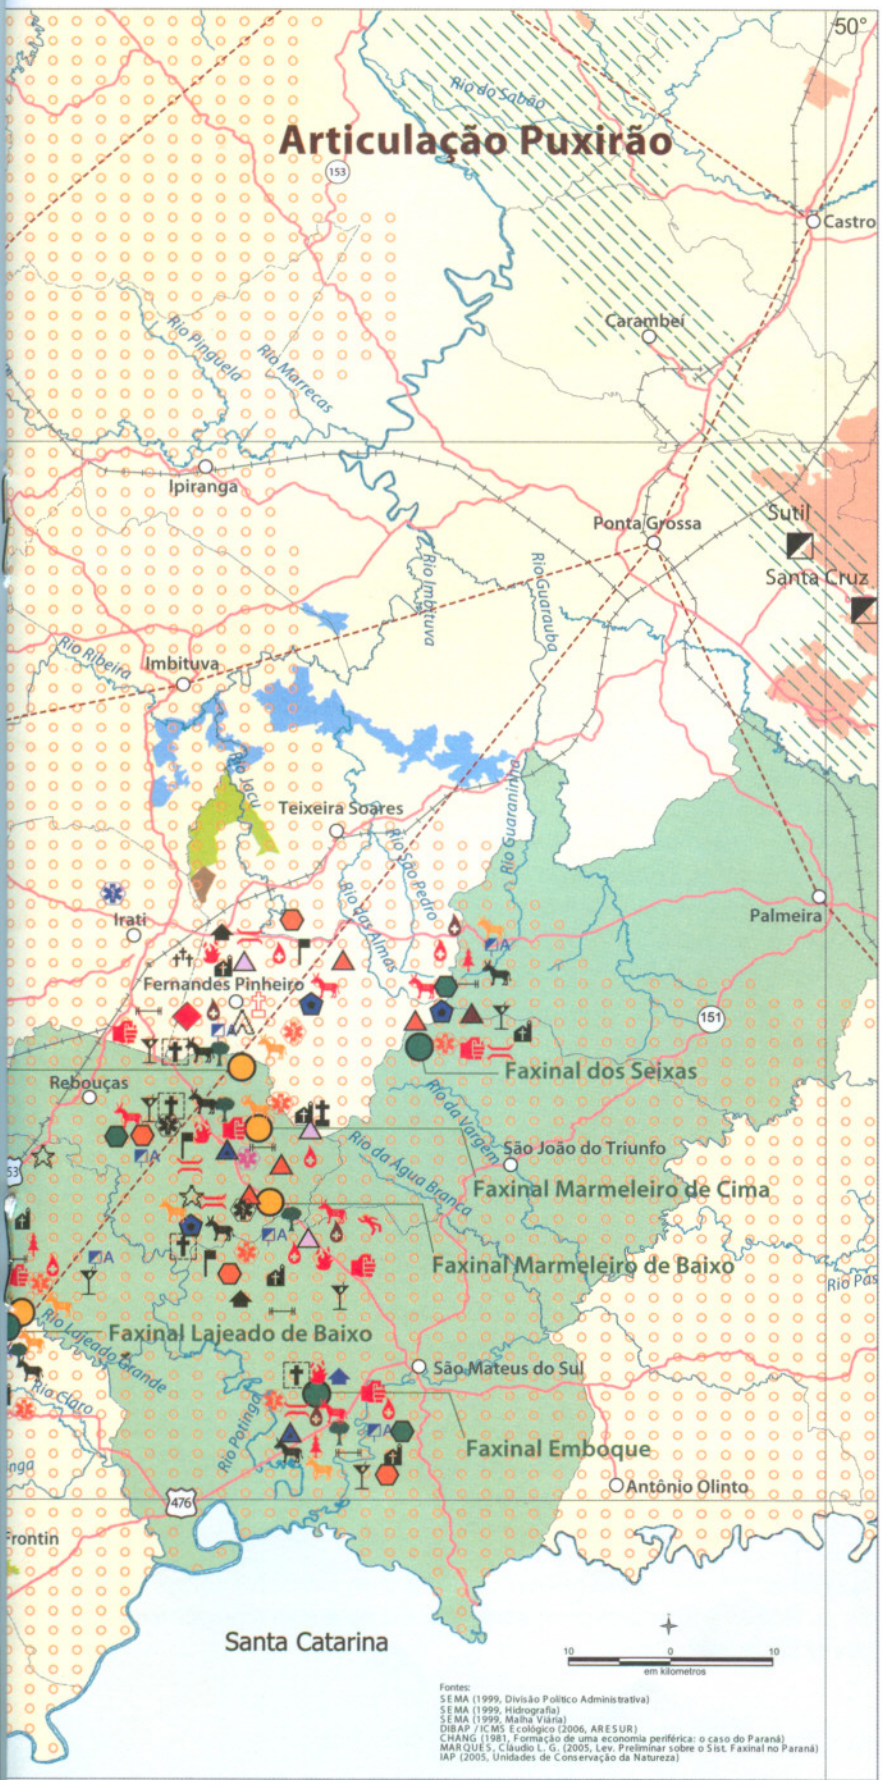 50°
Rio do Sabão
Articulação Puxirão
153
Castro
Carambeí
Rio Pinguela
Rio Marrecas
Ipiranga
Sutil
Ponta Grossa
Santa Cruz
Rio Imbituva
Rio Guaraúba
Rio Ribeira
Imbituva
Rio Jacu
Teixeira Soares
Rio Guaraninha
Rio São Pedro
Rio das Almas
Palmeira
Irati
A
Fernandes Pinheiro
A
151
Faxinal dos Seixas
Rebouças
Rio da Vargem
São João do Triunfo
Rio da Água Branca
A
53
Faxinal Marmeleiro de Cima
A
A
Faxinal Marmeleiro de Baixo
Rio Pas
Faxinal Lajeado de Baixo
Rio Lajeado Grande
São Mateus do Sul
Rio Claro
Rio Potinga
A
Faxinal Emboque
nga
Antônio Olinto
476
Frontin
Santa Catarina
10 0 10
em kilometros
Fontes:
SEMA (1999, Divisão Político Administrativa)
SEMA (1999, Hidrografia)
SEMA (1999, Malha Viária)
DIBAP / ICMS Ecológico (2006, ARESUR)
CHANG (1981, Formação de uma economia periférica: o caso do Paraná)
MARQUES, Cláudio L. G. (2005, Lev. Preliminar sobre o Sist. Faxinal no Paraná)
IAP (2005, Unidades de Conservação da Natureza)